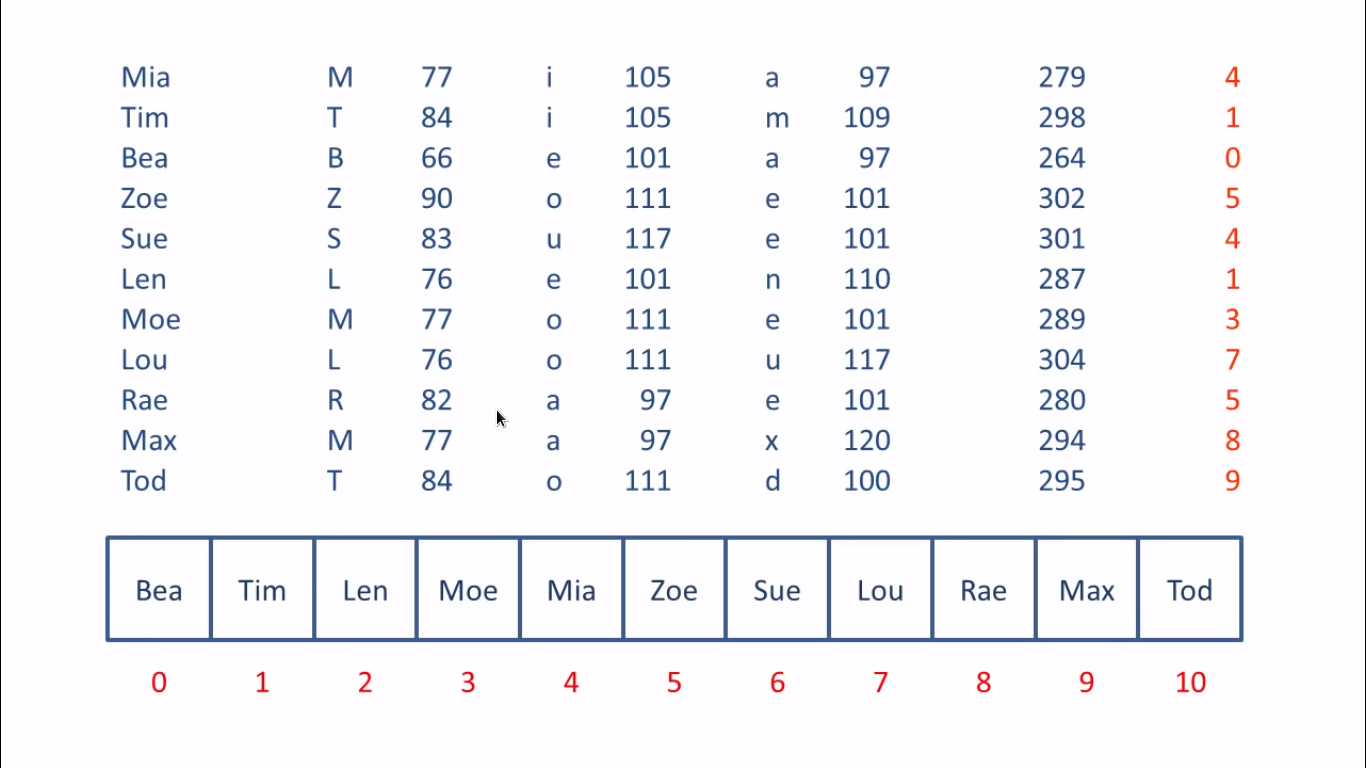 Mia M 77 i 105 a 97 279 4
Tim T 84 i 105 m 109 298 1
Bea B 66 e 101 a 97 264 0
Zoe Z 90 o 111 e 101 302 5
Sue S 83 u 117 e 101 301 4
Len L 76 e 101 n 110 287 1
Moe M 77 o 111 e 101 289 3
Lou L 76 o 111 u 117 304 7
Rae R 82 a 97 e 101 280 5
Max M 77 a 97 x 120 294 8
Tod T 84 o 111 d 100 295 9
Bea Tim Len Moe Mia Zoe Sue Lou Rae Max Tod
0 1 2 3 4 5 6 7 8 9 10